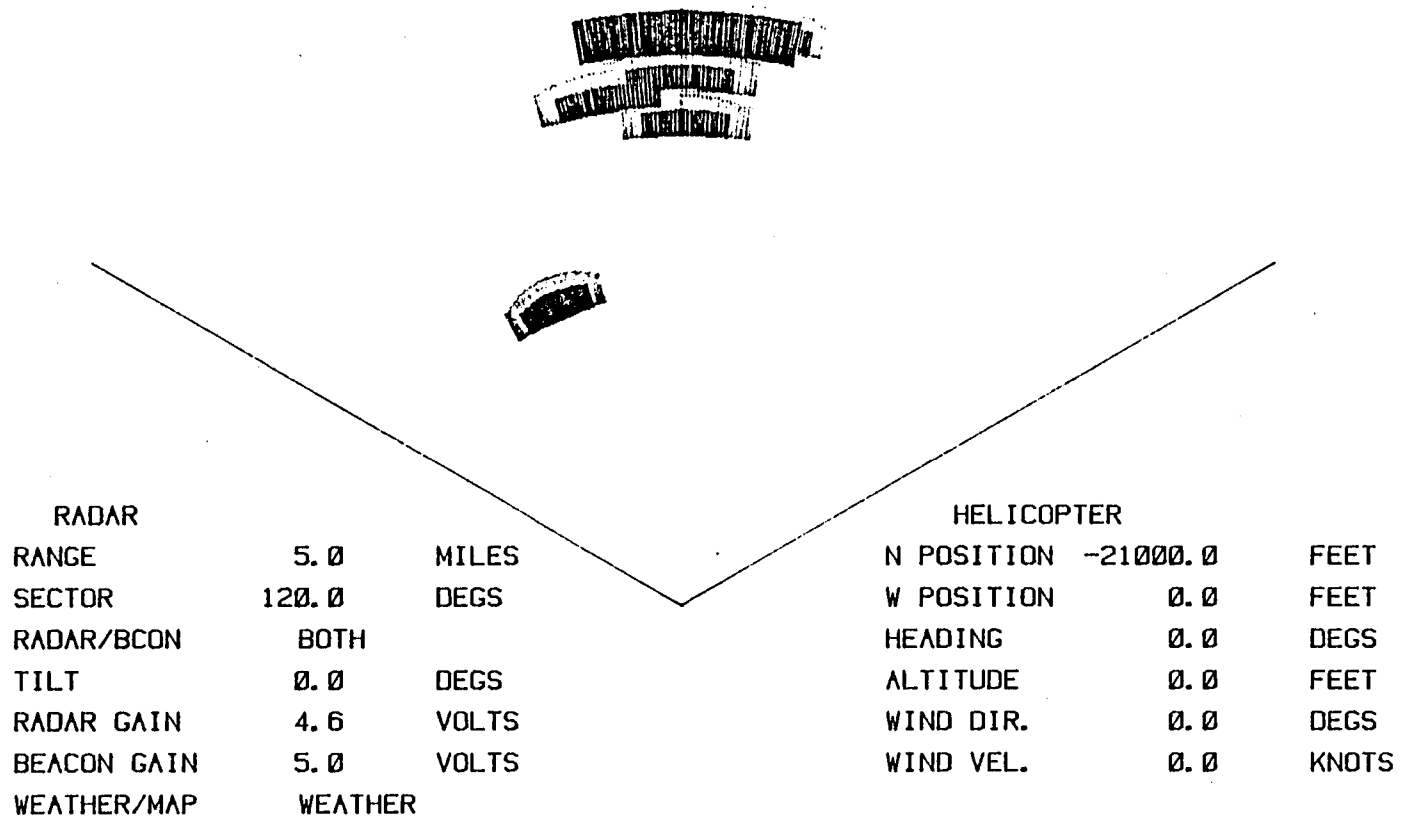 RADAR
RANGE 5.0 MILES
SECTOR 120.0 DEGS
RADAR/BCON BOTH
TILT 0.0 DEGS
RADAR GAIN 4.6 VOLTS
BEACON GAIN 5.0 VOLTS
WEATHER/MAP WEATHER
HELICOPTER
N POSITION -21000.0 FEET
W POSITION 0.0 FEET
HEADING 0.0 DEGS
ALTITUDE 0.0 FEET
WIND DIR. 0.0 DEGS
WIND VEL. 0.0 KNOTS